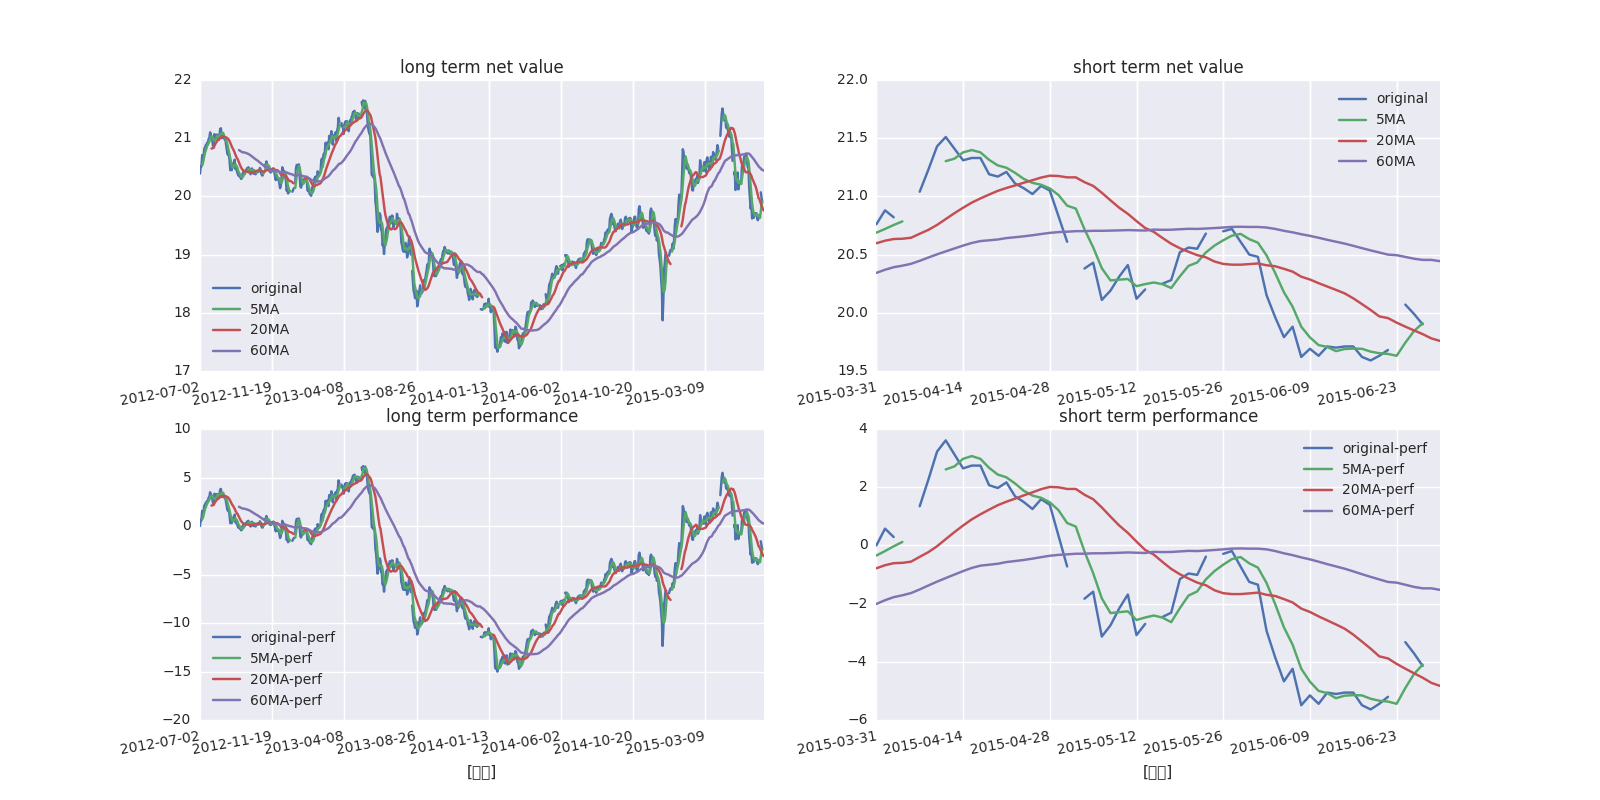 long term net value
22
21
20
19
18
17
original
5MA
20MA
60MA
2012-07-02
2012-11-19
2013-04-08
2013-08-26
2014-01-13
2014-06-02
2014-10-20
2015-03-09
short term net value
22.0
21.5
21.0
20.5
20.0
19.5
original
5MA
20MA
60MA
2015-03-31
2015-04-14
2015-04-28
2015-05-12
2015-05-26
2015-06-09
2015-06-23
long term performance
10
5
0
−5
−10
−15
−20
original-perf
5MA-perf
20MA-perf
60MA-perf
2012-07-02
2012-11-19
2013-04-08
2013-08-26
2014-01-13
2014-06-02
2014-10-20
2015-03-09
[▯▯]
short term performance
4
2
0
−2
−4
−6
original-perf
5MA-perf
20MA-perf
60MA-perf
2015-03-31
2015-04-14
2015-04-28
2015-05-12
2015-05-26
2015-06-09
2015-06-23
[▯▯]